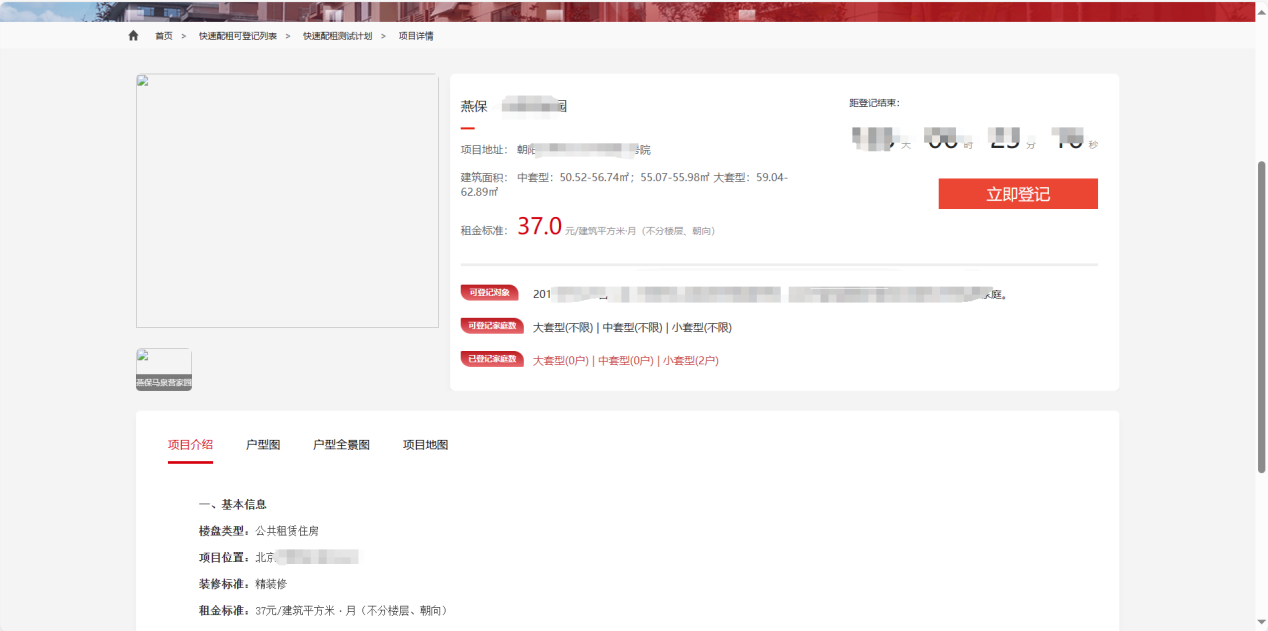 首页 > 快速配租可登记列表 > 快速配租测试计划 > 项目详情
燕保 园
距登记结束:
天 时 分 秒
项目地址: 朝阳 号院
建筑面积: 中套型: 50.52-56.74㎡; 55.07-55.98㎡ 大套型: 59.04-
62.89㎡
立即登记
租金标准: 37.0 元/建筑平方米·月 (不分楼层、朝向)
可登记对象 201 家庭。
可登记家庭数 大套型(不限) | 中套型(不限) | 小套型(不限)
已登记家庭数 大套型(0户) | 中套型(0户) | 小套型(2户)
燕保马泉营家园
项目介绍 户型图 户型全景图 项目地图
一、基本信息
楼盘类型: 公共租赁住房
项目位置: 北京
装修标准: 精装修
租金标准: 37元/建筑平方米·月（不分楼层、朝向）